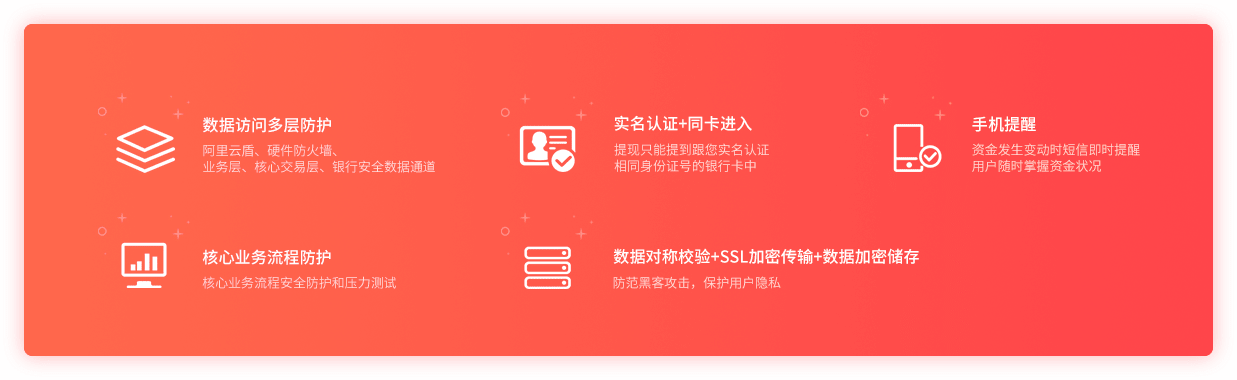 数据访问多层防护
阿里云盾、硬件防火墙、
业务层、核心交易层、银行安全数据通道
实名认证+同卡进入
提现只能提到跟您实名认证
相同身份证号的银行卡中
手机提醒
资金发生变动时短信即时提醒
用户随时掌握资金状况
核心业务流程防护
核心业务流程安全防护和压力测试
数据对称校验+SSL加密传输+数据加密储存
防范黑客攻击，保护用户隐私